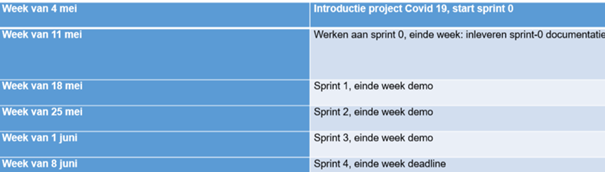 Week van 4 mei Introductie project Covid 19, start sprint 0
Week van 11 mei Werken aan sprint 0, einde week: inleveren sprint-0 documentatie
Week van 18 mei Sprint 1, einde week demo
Week van 25 mei Sprint 2, einde week demo
Week van 1 juni Sprint 3, einde week demo
Week van 8 juni Sprint 4, einde week deadline